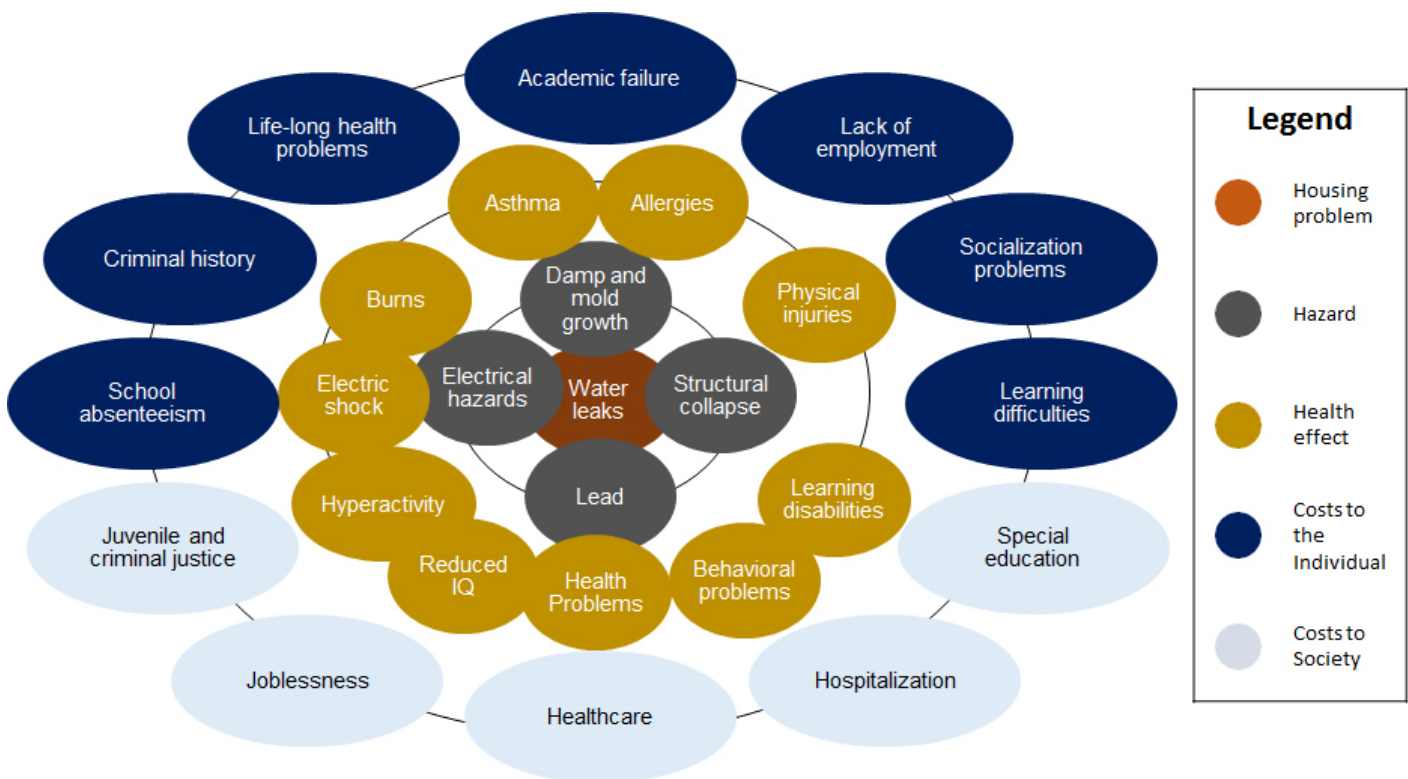 Academic failure
Life-long health
problems
Lack of
employment
Criminal history
Socialization
problems
School
absenteeism
Learning
difficulties
Juvenile and
criminal justice
Special
education
Joblessness
Hospitalization
Healthcare
Asthma
Allergies
Burns
Physical
injuries
Electric
shock
Hyperactivity
Learning
disabilities
Reduced
IQ
Health
Problems
Behavioral
problems
Damp and
mold
growth
Electrical
hazards
Water
leaks
Structural
collapse
Lead
Legend
Housing
problem
Hazard
Health
effect
Costs to
the
Individual
Costs to
Society